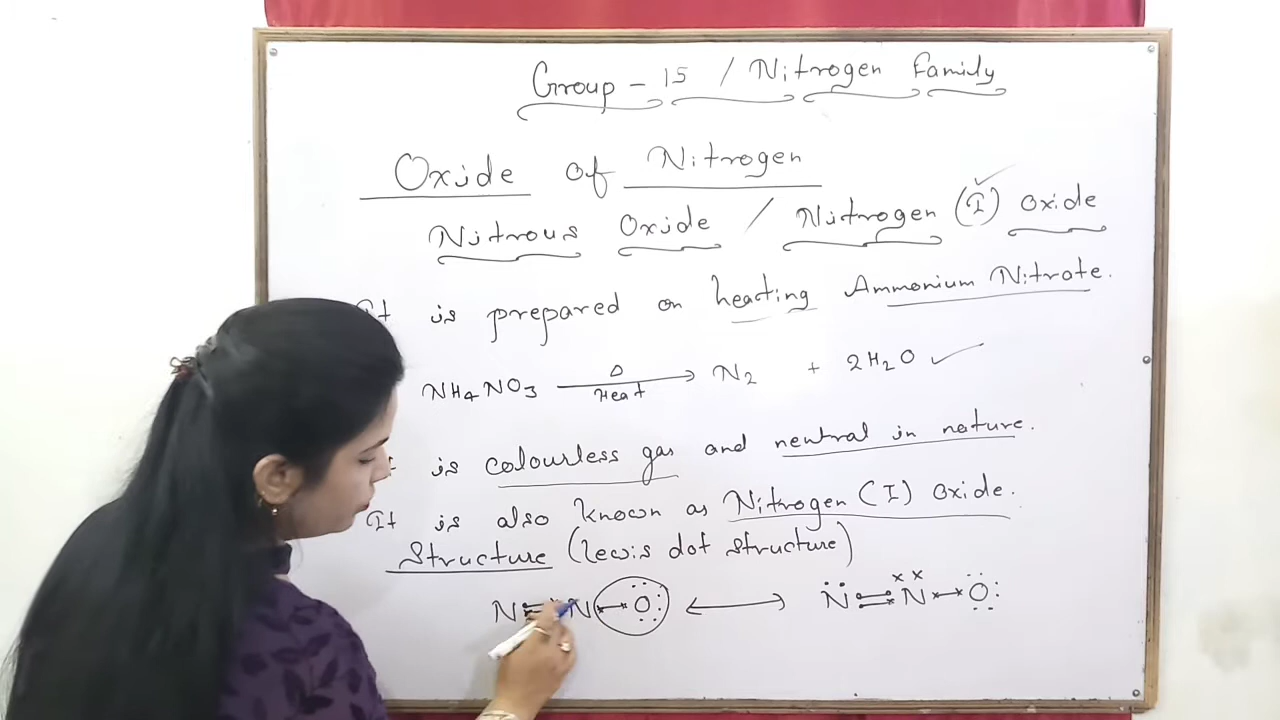 Group - 15 / Nitrogen Family
Oxide of Nitrogen
Nitrous Oxide / Nitrogen (I) Oxide
It is prepared on heating Ammonium Nitrate.
NH4NO3 Δ Heat → N2 + 2H2O ✓
is colourless gas and neutral in nature.
It is also known as Nitrogen (I) Oxide.
Structure (lewis dot structure)
N N → O ↔ N N → O